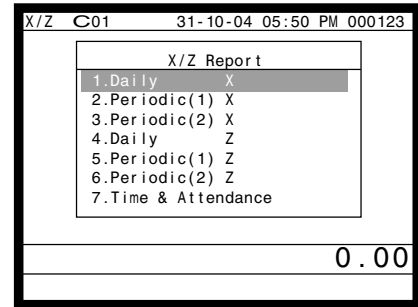 X/Z C01 31-10-04 05:50 PM 000123
X/Z Report
1.Daily X
2.Periodic(1) X
3.Periodic(2) X
4.Daily Z
5.Periodic(1) Z
6.Periodic(2) Z
7.Time & Attendance
0.00